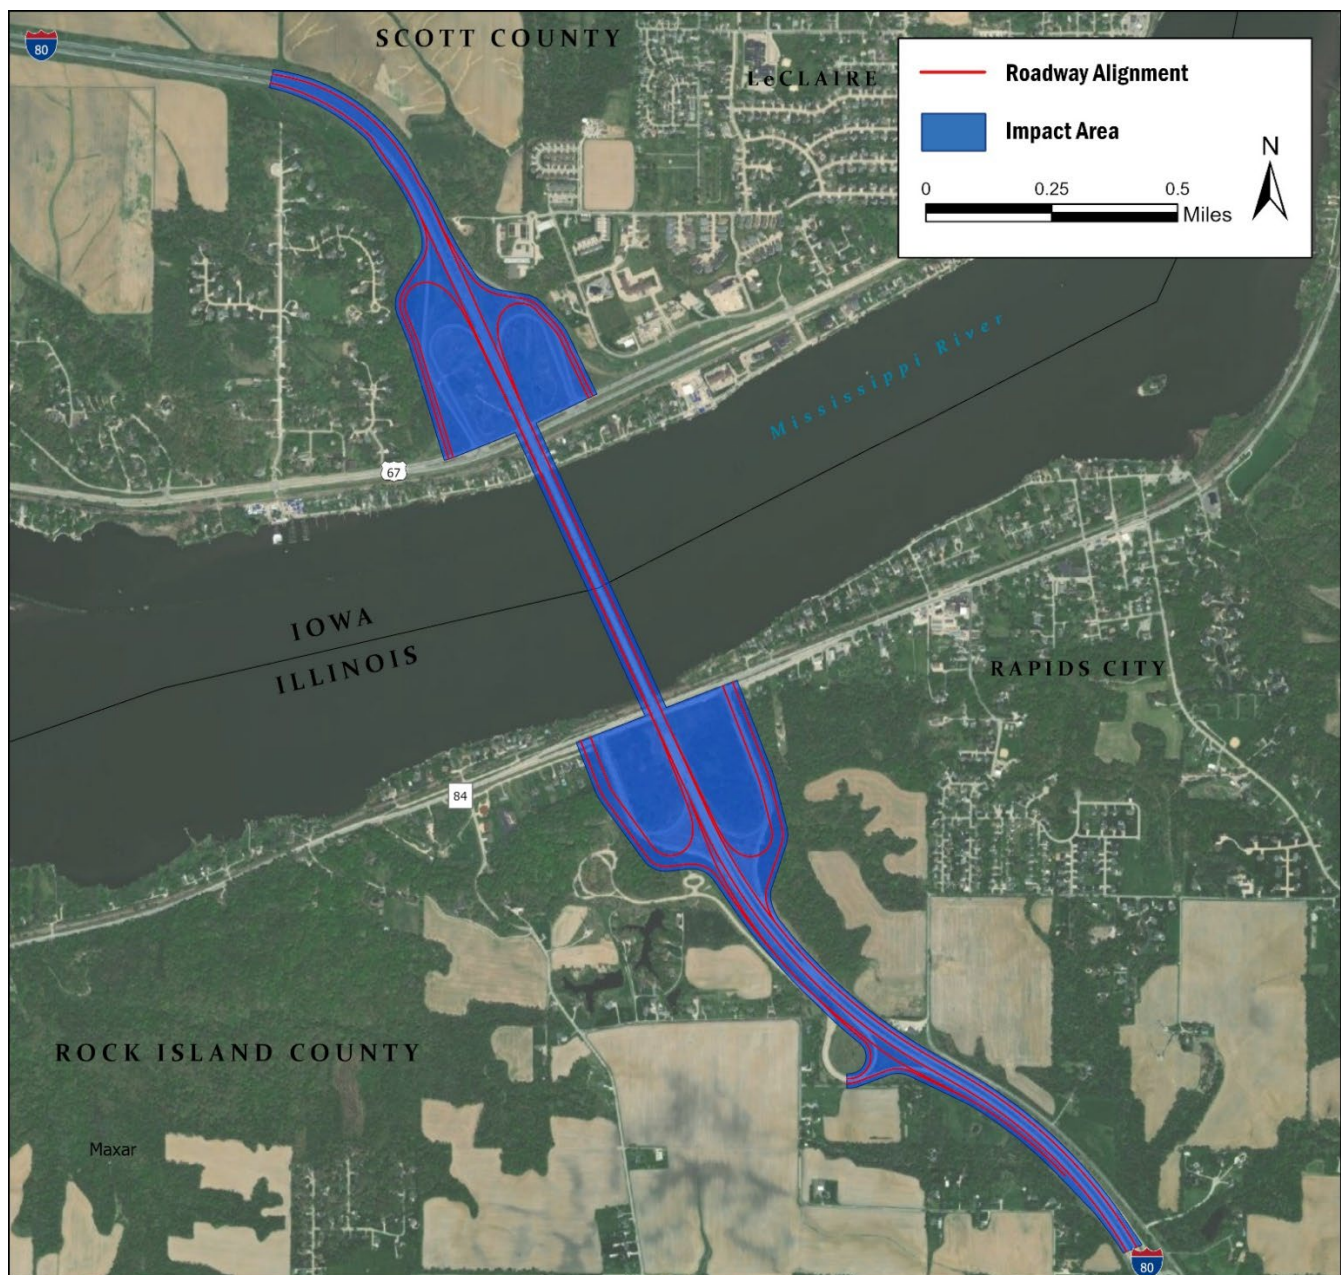 80
SCOTT COUNTY
LeCLAIRE
Roadway Alignment
Impact Area
N
0 0.25 0.5
Miles
Mississippi River
67
IOWA
ILLINOIS
RAPIDS CITY
84
ROCK ISLAND COUNTY
Maxar
80